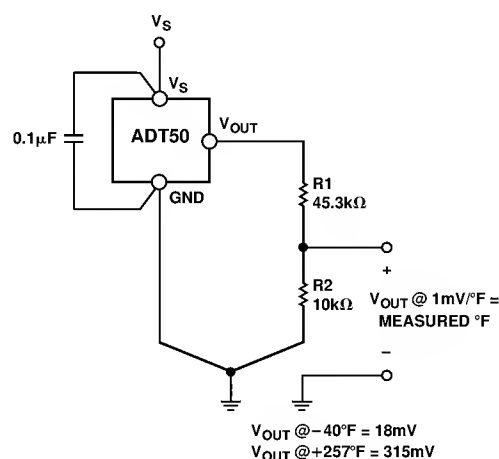 VS
VS
0.1µF
ADT50
VOUT
GND
R1
45.3kΩ
R2
10kΩ
+
VOUT @ 1mV/°F =
MEASURED °F
−
VOUT @ −40°F = 18mV
VOUT @ +257°F = 315mV